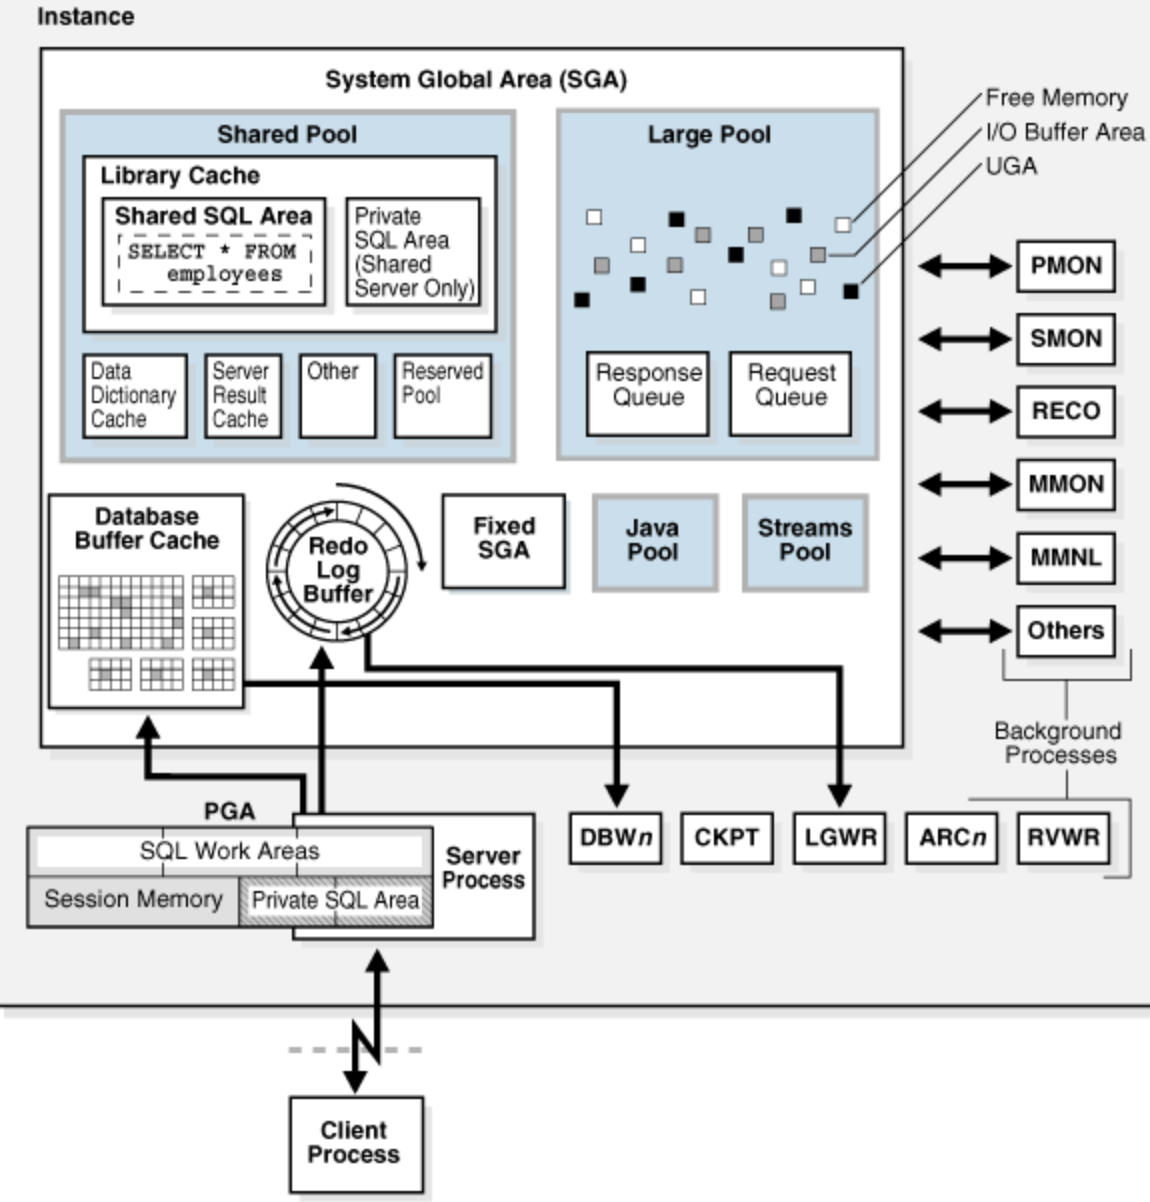 Instance
System Global Area (SGA)
Shared Pool
Library Cache
Shared SQL Area
SELECT * FROM
employees
Private
SQL Area
(Shared
Server Only)
Data
Dictionary
Cache
Server
Result
Cache
Other
Reserved
Pool
Large Pool
Free Memory
I/O Buffer Area
UGA
Response
Queue
Request
Queue
Database
Buffer Cache
Redo
Log
Buffer
Fixed
SGA
Java
Pool
Streams
Pool
PMON
SMON
RECO
MMON
MMNL
Others
Background
Processes
PGA
SQL Work Areas
Session Memory
Private SQL Area
Server
Process
DBWn
CKPT
LGWR
ARCn
RVWR
Client
Process